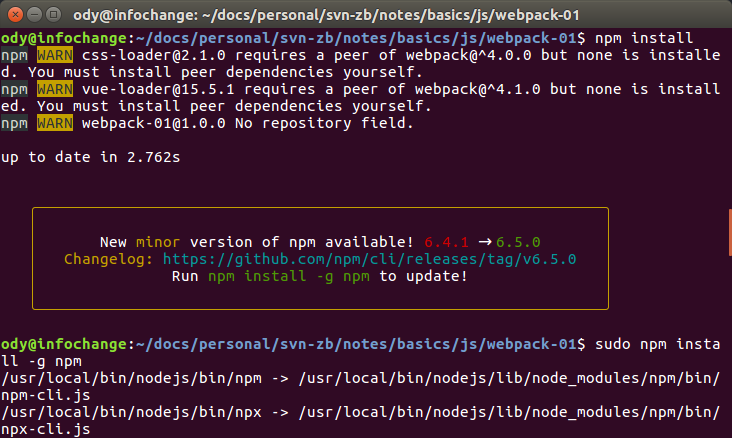 ody@infochange: ~/docs/personal/svn-zb/notes/basics/js/webpack-01
ody@infochange:~/docs/personal/svn-zb/notes/basics/js/webpack-01$ npm install
npm WARN css-loader@2.1.0 requires a peer of webpack@^4.0.0 but none is installe
d. You must install peer dependencies yourself.
npm WARN vue-loader@15.5.1 requires a peer of webpack@^4.1.0 but none is install
ed. You must install peer dependencies yourself.
npm WARN webpack-01@1.0.0 No repository field.
up to date in 2.762s
New minor version of npm available! 6.4.1 → 6.5.0
Changelog: https://github.com/npm/cli/releases/tag/v6.5.0
Run npm install -g npm to update!
ody@infochange:~/docs/personal/svn-zb/notes/basics/js/webpack-01$ sudo npm insta
ll -g npm
/usr/local/bin/nodejs/bin/npm -> /usr/local/bin/nodejs/lib/node_modules/npm/bin/
npm-cli.js
/usr/local/bin/nodejs/bin/npx -> /usr/local/bin/nodejs/lib/node_modules/npm/bin/
npx-cli.js